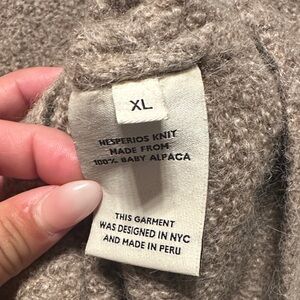 XL
HESPERIOS KNIT
MADE FROM
100% BABY ALPACA
THIS GARMENT
WAS DESIGNED IN NYC
AND MADE IN PERU